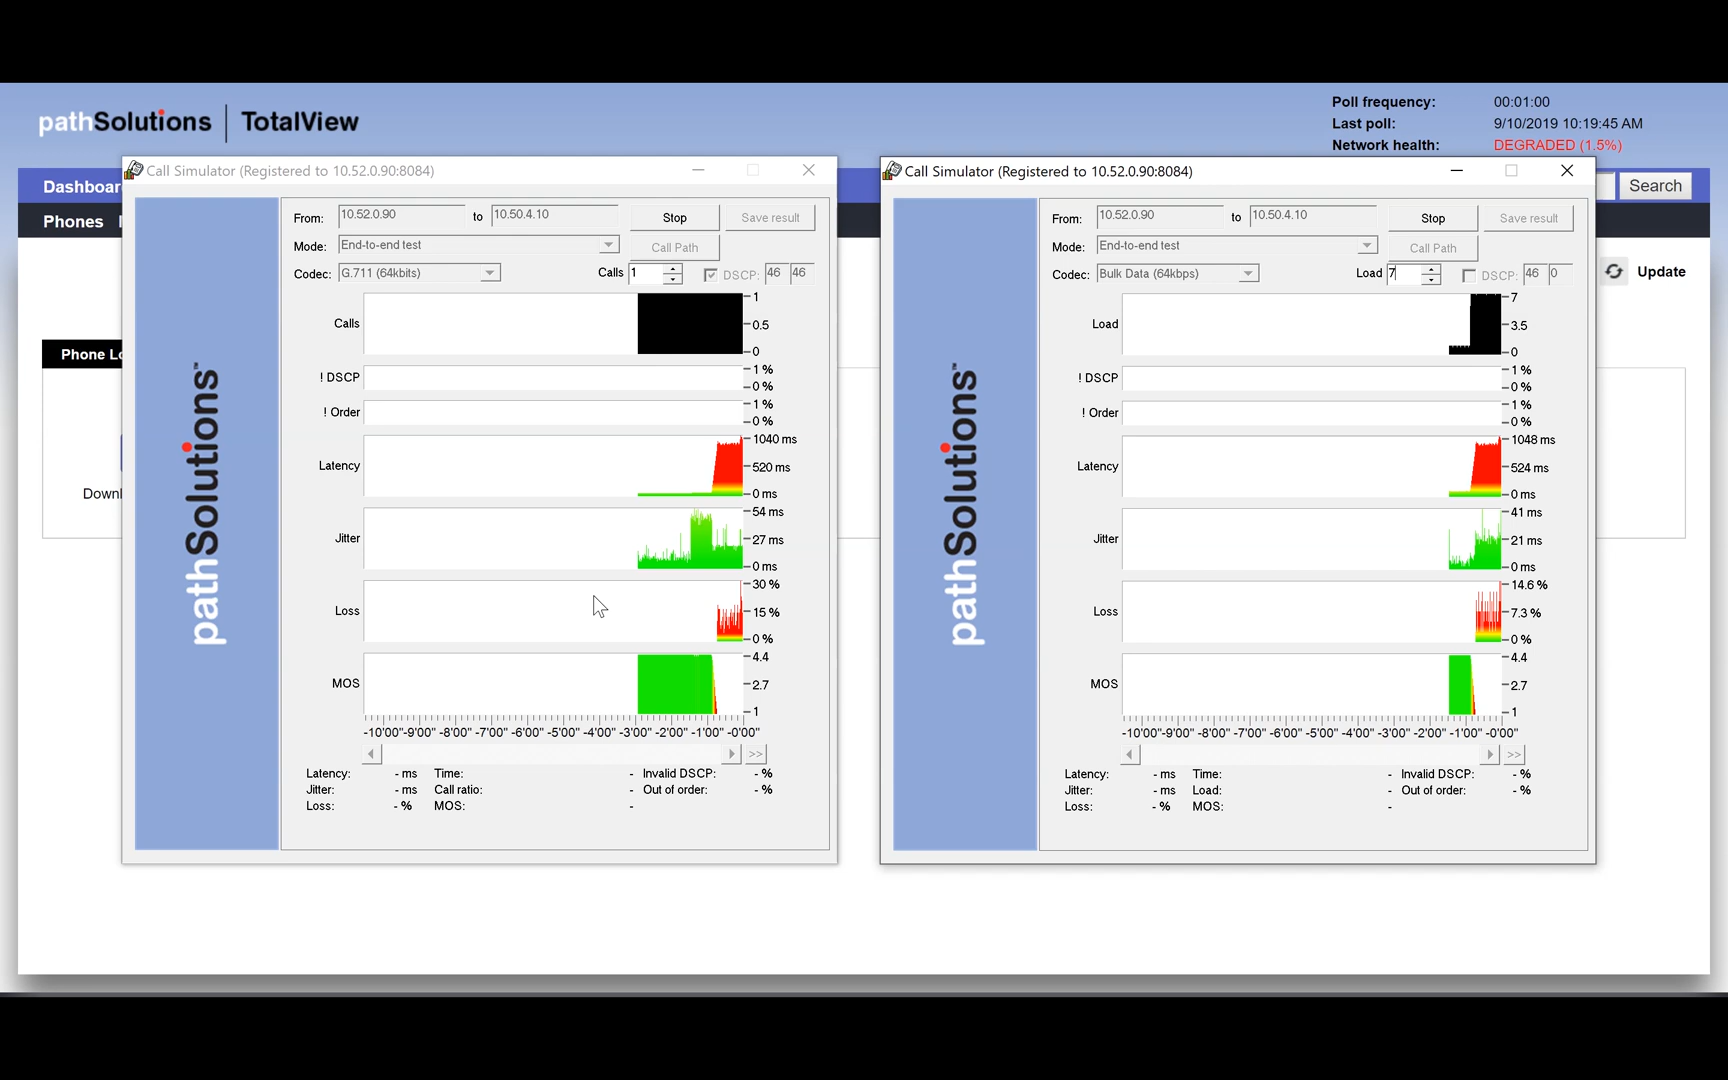 pathSolutions | TotalView
Poll frequency: 00:01:00
Last poll: 9/10/2019 10:19:45 AM
Network health: DEGRADED (1.5%)
Search
Phones
Update
Call Simulator (Registered to 10.52.0.90:8084)
From: 10.52.0.90 to 10.50.4.10 Stop Save result
Mode: End-to-end test Call Path
Codec: G.711 (64kbits) Calls 1 DSCP: 46 46
Calls 1 0.5 0
! DSCP 1 % 0 %
! Order 1 % 0 %
Latency 1040 ms 520 ms 0 ms
Jitter 54 ms 27 ms 0 ms
Loss 30 % 15 % 0 %
MOS 4.4 2.7 1
-10'00" -9'00" -8'00" -7'00" -6'00" -5'00" -4'00" -3'00" -2'00" -1'00" -0'00"
>>
Latency: - ms Time: - Invalid DSCP: - %
Jitter: - ms Call ratio: - Out of order: - %
Loss: - % MOS: -
pathSolutions™
Call Simulator (Registered to 10.52.0.90:8084)
From: 10.52.0.90 to 10.50.4.10 Stop Save result
Mode: End-to-end test Call Path
Codec: Bulk Data (64kbps) Load 7 DSCP: 46 0
Load 7 3.5 0
! DSCP 1 % 0 %
! Order 1 % 0 %
Latency 1048 ms 524 ms 0 ms
Jitter 41 ms 21 ms 0 ms
Loss 14.6 % 7.3 % 0 %
MOS 4.4 2.7 1
-10'00" -9'00" -8'00" -7'00" -6'00" -5'00" -4'00" -3'00" -2'00" -1'00" -0'00"
>>
Latency: - ms Time: - Invalid DSCP: - %
Jitter: - ms Load: - Out of order: - %
Loss: - % MOS: -
pathSolutions™